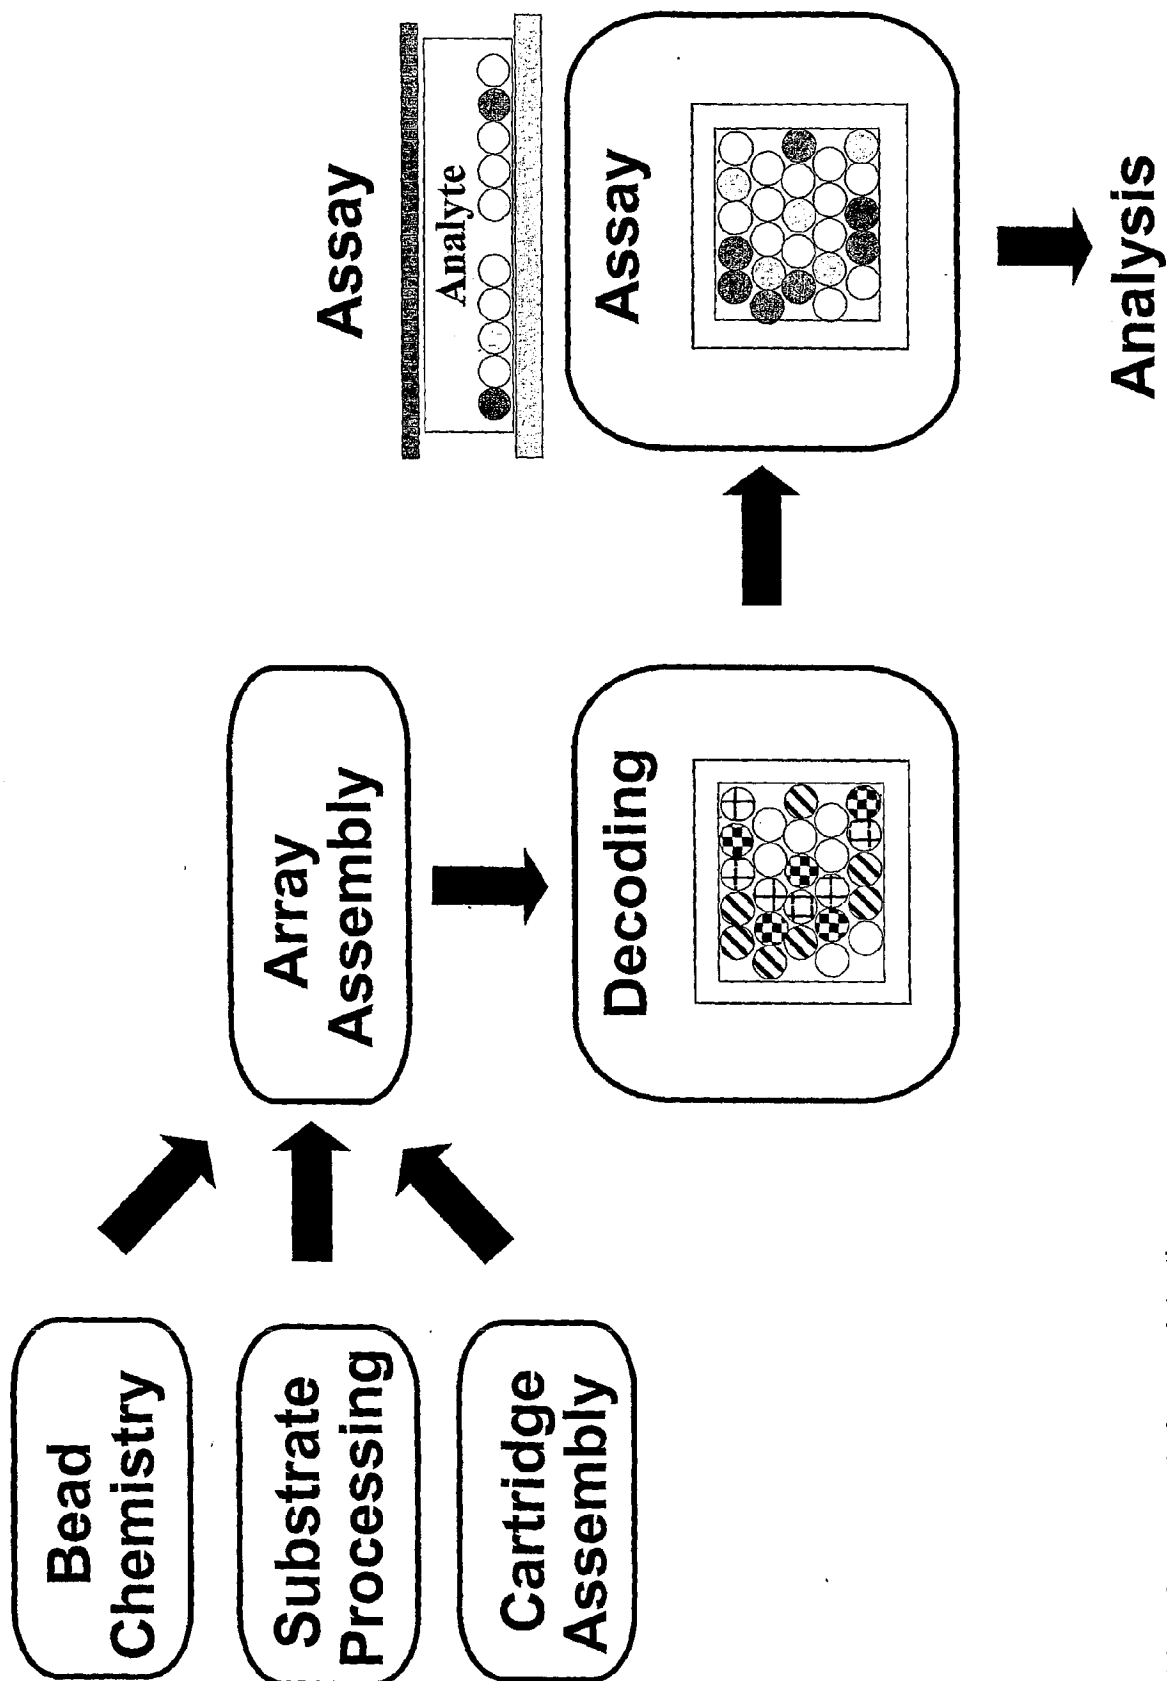 Bead
Chemistry
Substrate
Processing
Cartridge
Assembly
Array
Assembly
Decoding
Assay
Analyte
Assay
Analysis